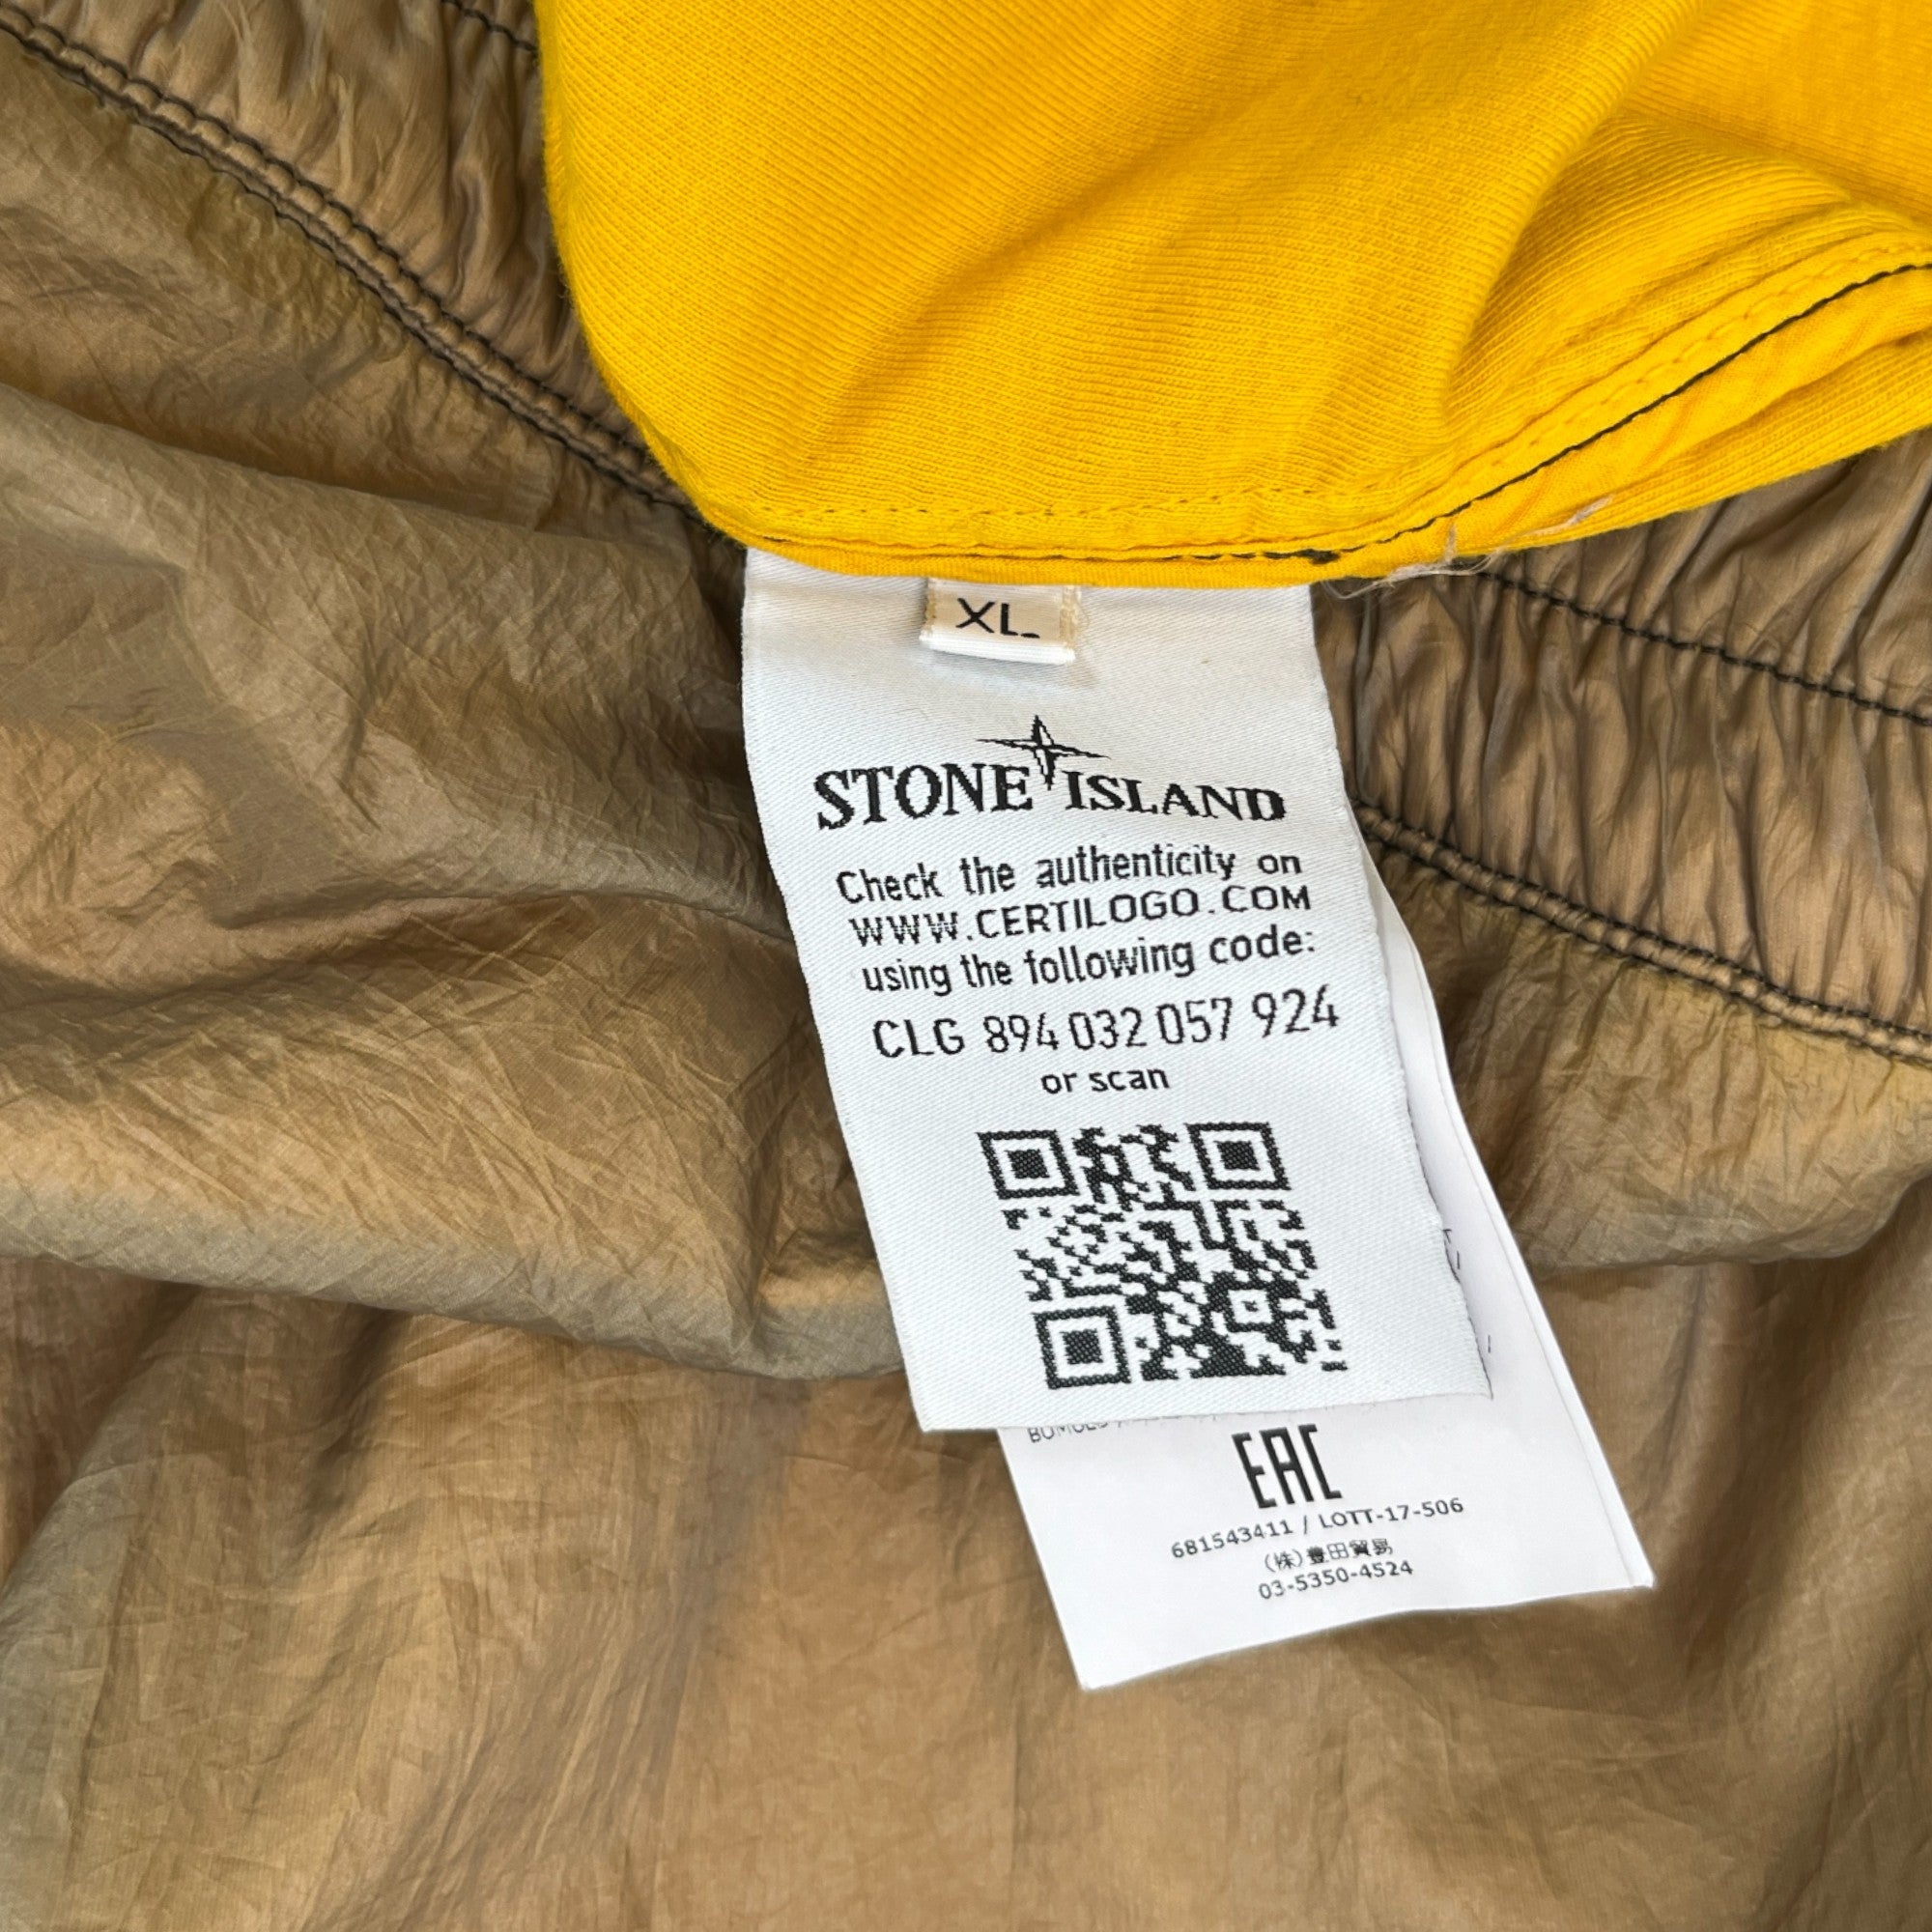 XL
STONE ISLAND
Check the authenticity on
WWW.CERTILOGO.COM
using the following code:
CLG 894 032 057 924
or scan
EAC
681543411 / LOTT-17-506
(株)豊田貿易
03-5350-4524